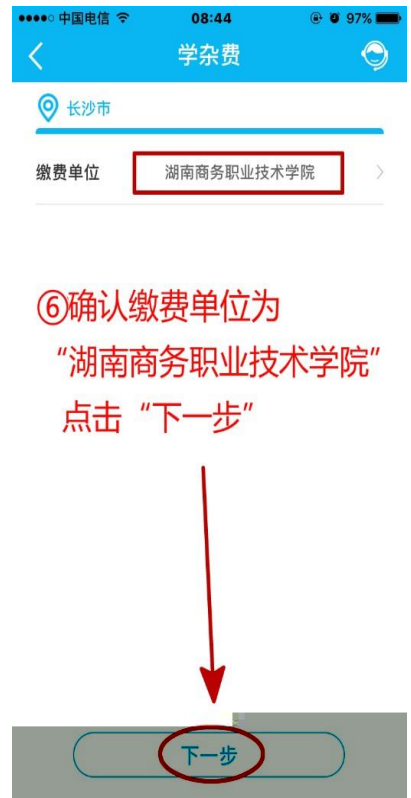 中国电信 08:44 97%
学杂费
长沙市
缴费单位 湖南商务职业技术学院
⑥确认缴费单位为
“湖南商务职业技术学院”
点击“下一步”
下一步